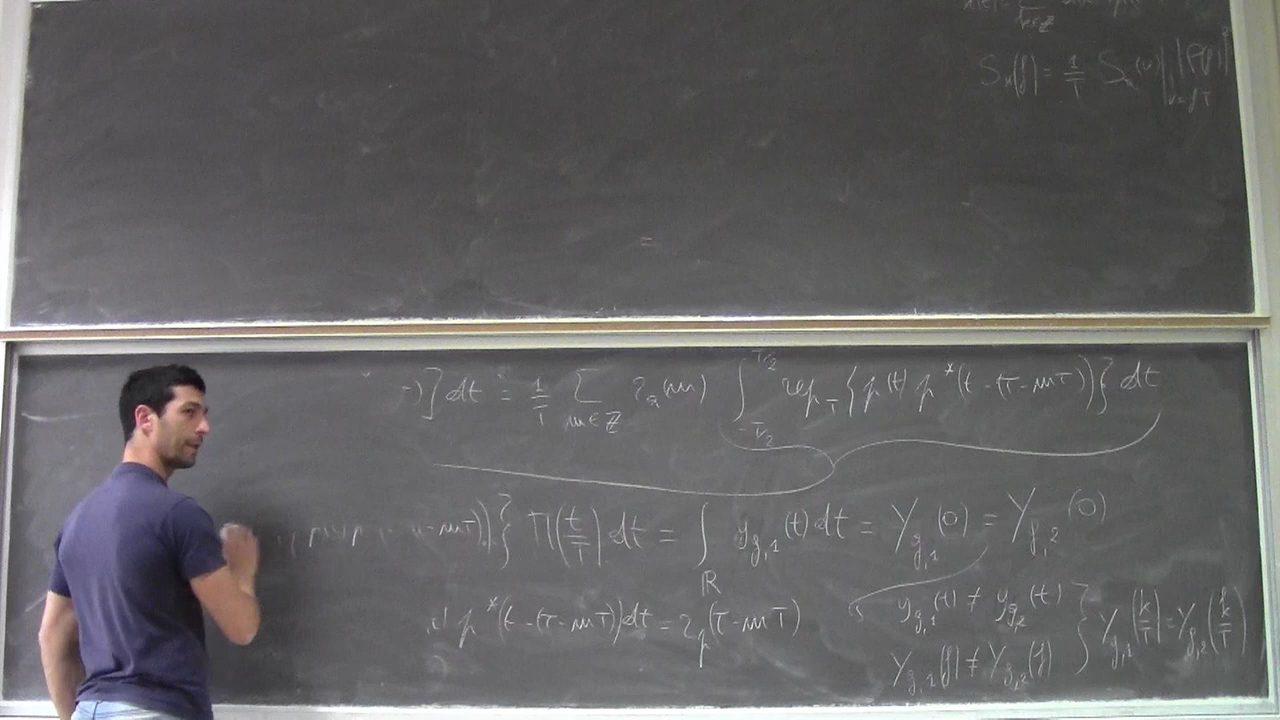 n∈ℤ
S_x(f) = 1/T S_a(ν)|_{ν=fT} |P(f)|²
=
-)} dt = 1/T ∑_{m∈ℤ} r_a(m) ∫_{-T/2}^{T/2} rep_T {p(t) p*(t-(τ-mT))} dt
-mT))} Π(t/T) dt = ∫_ℝ y_{g,1}(t) dt = Y_{g,1}(0) = Y_{g,2}(0)
p*(t-(τ-mT)) dt = r_p(τ-mT)
y_{g,1}(t) ≠ y_{g,2}(t)
Y_{g,1}(f) ≠ Y_{g,2}(f) } Y_{g,1}(k/T) = Y_{g,2}(k/T)